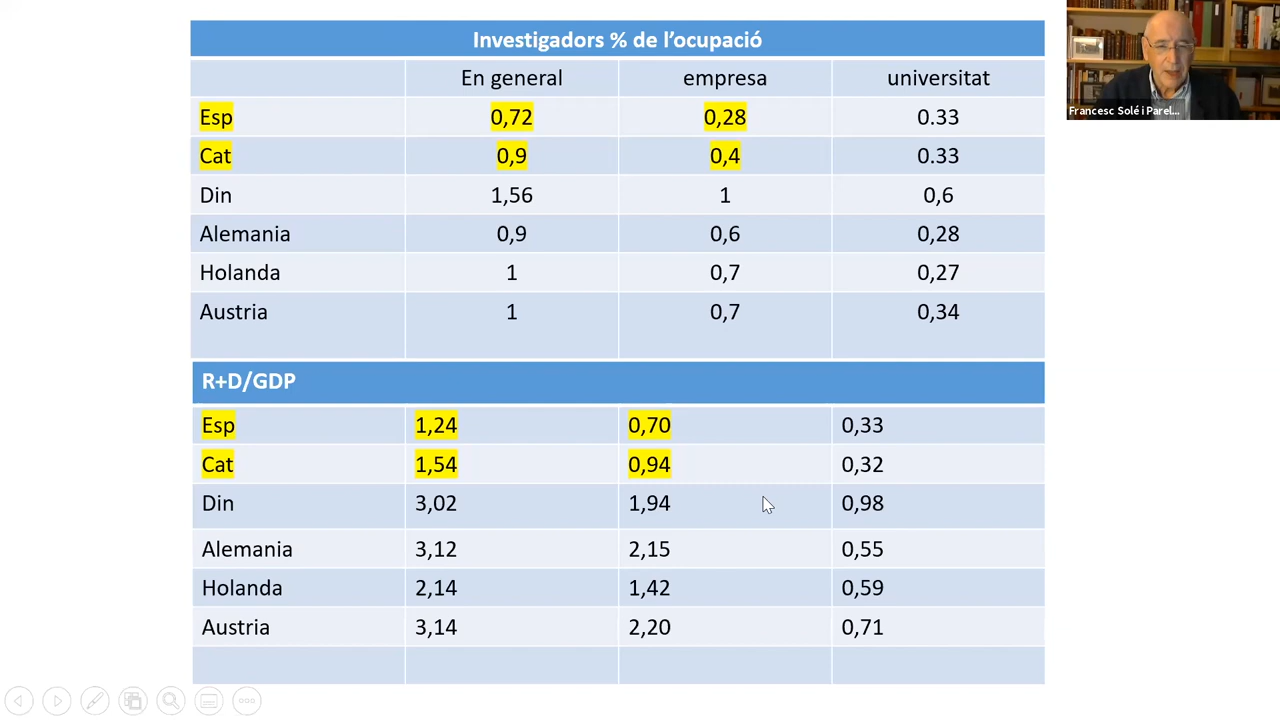 Investigadors % de l’ocupació
En general empresa universitat
Esp 0,72 0,28 0.33
Cat 0,9 0,4 0.33
Din 1,56 1 0,6
Alemania 0,9 0,6 0,28
Holanda 1 0,7 0,27
Austria 1 0,7 0,34
R+D/GDP
Esp 1,24 0,70 0,33
Cat 1,54 0,94 0,32
Din 3,02 1,94 0,98
Alemania 3,12 2,15 0,55
Holanda 2,14 1,42 0,59
Austria 3,14 2,20 0,71
Francesc Solé i Parel...